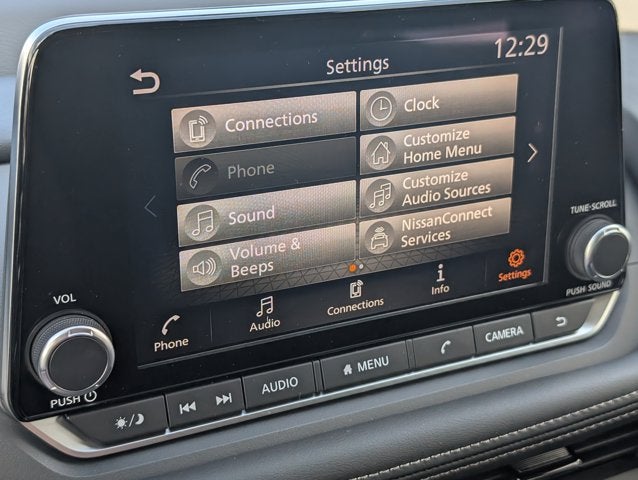 12:29
Settings
Connections
Clock
Phone
Customize
Home Menu
Sound
Customize
Audio Sources
Volume &
Beeps
NissanConnect
Services
Phone
Audio
Connections
Info
Settings
VOL
PUSH
TUNE·SCROLL
PUSH SOUND
AUDIO
MENU
CAMERA